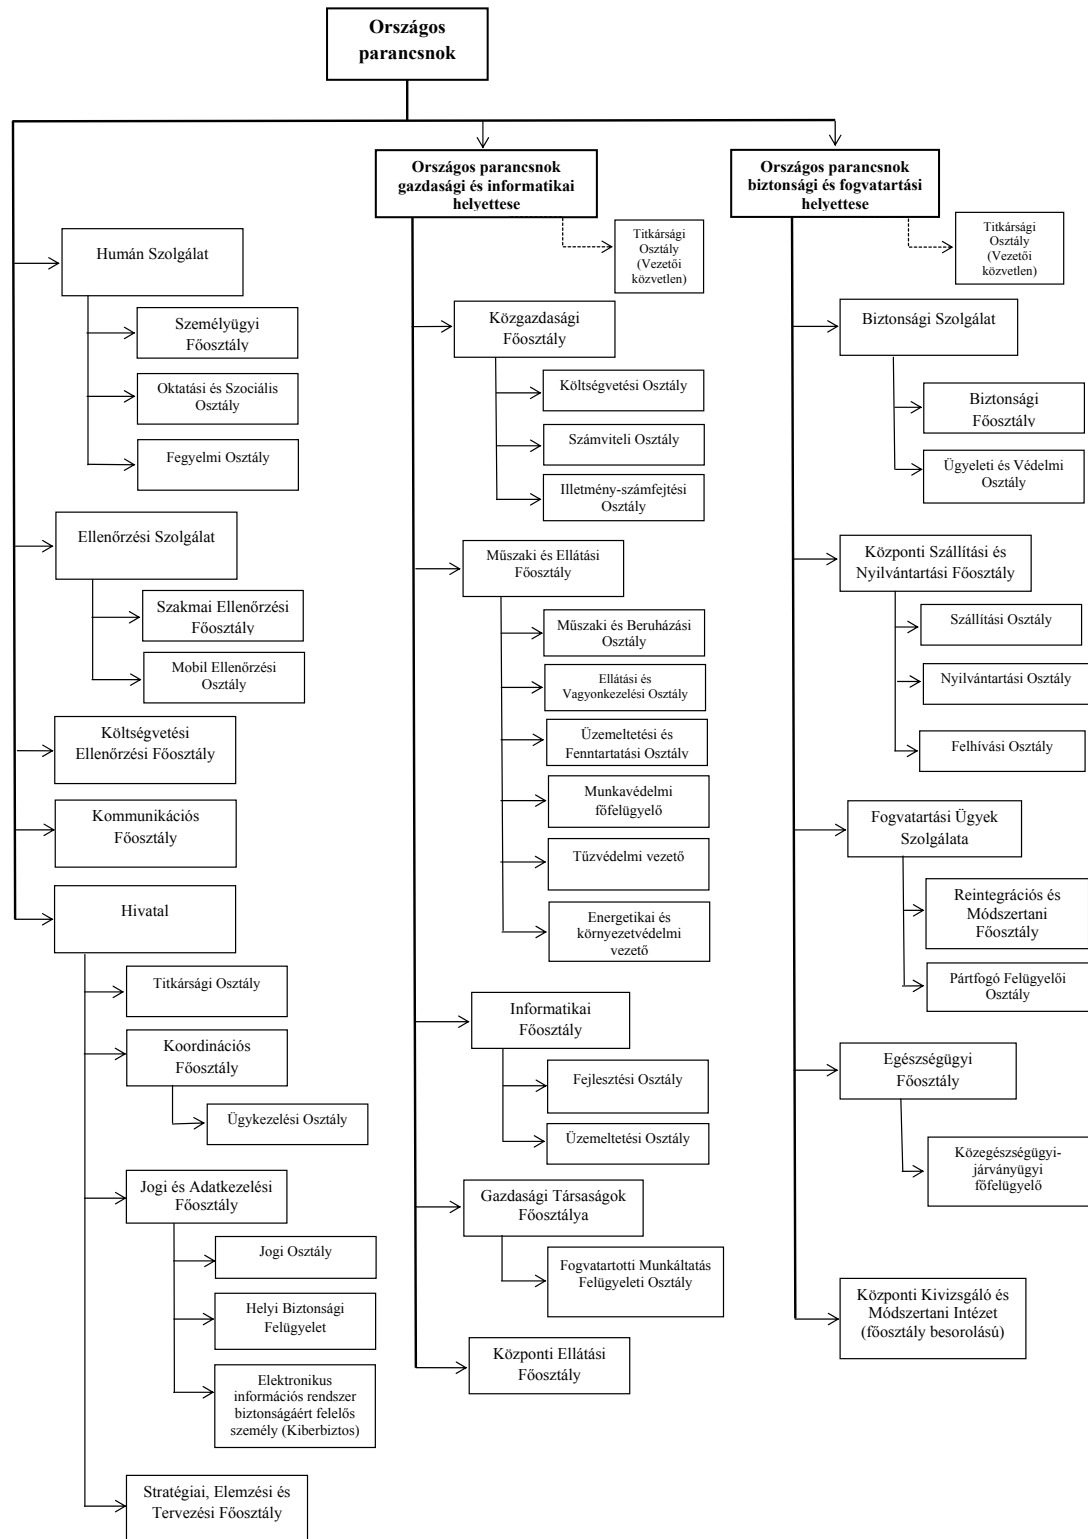 Országos
parancsnok
Országos parancsnok
gazdasági és informatikai
helyettese
Országos parancsnok
biztonsági és fogvatartási
helyettese
Titkársági
Osztály
(Vezetői
közvetlen)
Titkársági
Osztály
(Vezetői
közvetlen)
Humán Szolgálat
Személyügyi
Főosztály
Oktatási és Szociális
Osztály
Fegyelmi Osztály
Ellenőrzési Szolgálat
Szakmai Ellenőrzési
Főosztály
Mobil Ellenőrzési
Osztály
Költségvetési
Ellenőrzési Főosztály
Kommunikációs
Főosztály
Hivatal
Titkársági Osztály
Koordinációs
Főosztály
Ügykezelési Osztály
Jogi és Adatkezelési
Főosztály
Jogi Osztály
Helyi Biztonsági
Felügyelet
Elektronikus
információs rendszer
biztonságáért felelős
személy (Kiberbiztos)
Stratégiai, Elemzési és
Tervezési Főosztály
Közgazdasági
Főosztály
Költségvetési Osztály
Számviteli Osztály
Illetmény-számfejtési
Osztály
Műszaki és Ellátási
Főosztály
Műszaki és Beruházási
Osztály
Ellátási és
Vagyonkezelési Osztály
Üzemeltetési és
Fenntartatási Osztály
Munkavédelmi
főfelügyelő
Tűzvédelmi vezető
Energetikai és
környezetvédelmi
vezető
Informatikai
Főosztály
Fejlesztési Osztály
Üzemeltetési Osztály
Gazdasági Társaságok
Főosztálya
Fogvatartotti Munkáltatás
Felügyeleti Osztály
Központi Ellátási
Főosztály
Biztonsági Szolgálat
Biztonsági
Főosztály
Ügyeleti és Védelmi
Osztály
Központi Szállítási és
Nyilvántartási Főosztály
Szállítási Osztály
Nyilvántartási Osztály
Felhívási Osztály
Fogvatartási Ügyek
Szolgálata
Reintegrációs és
Módszertani
Főosztály
Pártfogó Felügyelői
Osztály
Egészségügyi
Főosztály
Közegészségügyi-
járványügyi
főfelügyelő
Központi Kivizsgáló és
Módszertani Intézet
(főosztály besorolású)